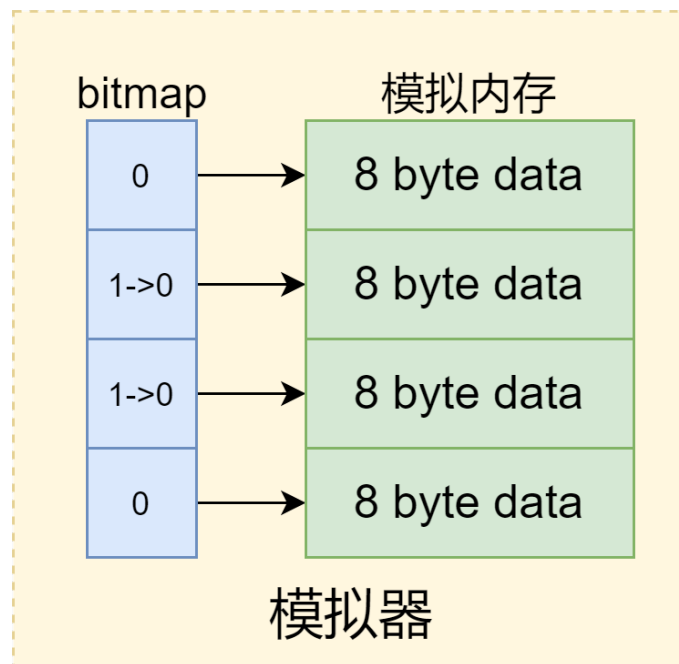 bitmap 模拟内存
0 8 byte data
1->0 8 byte data
1->0 8 byte data
0 8 byte data
模拟器